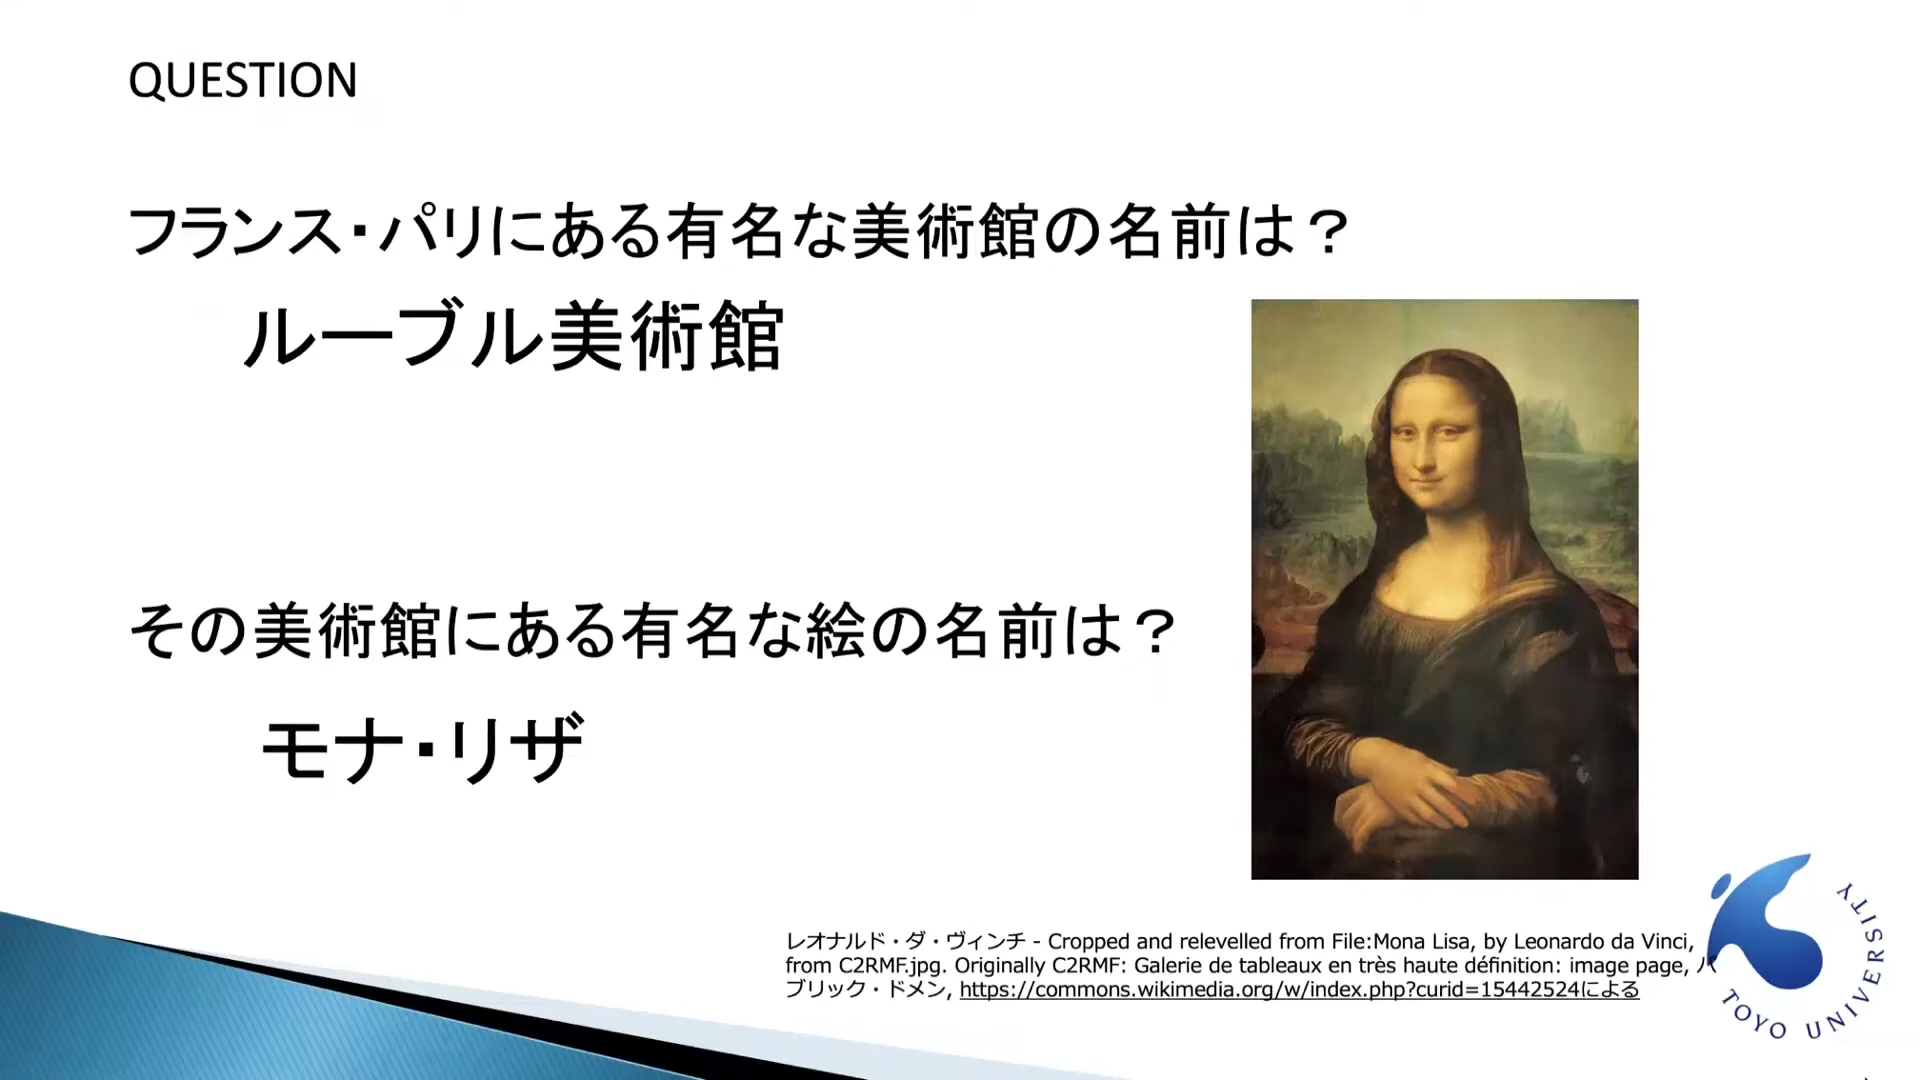 QUESTION
フランス・パリにある有名な美術館の名前は？
ルーブル美術館
その美術館にある有名な絵の名前は？
モナ・リザ
レオナルド・ダ・ヴィンチ - Cropped and relevelled from File:Mona Lisa, by Leonardo da Vinci,
from C2RMF.jpg. Originally C2RMF: Galerie de tableaux en très haute définition: image page, パ
ブリック・ドメン, https://commons.wikimedia.org/w/index.php?curid=15442524による
TOYO UNIVERSITY